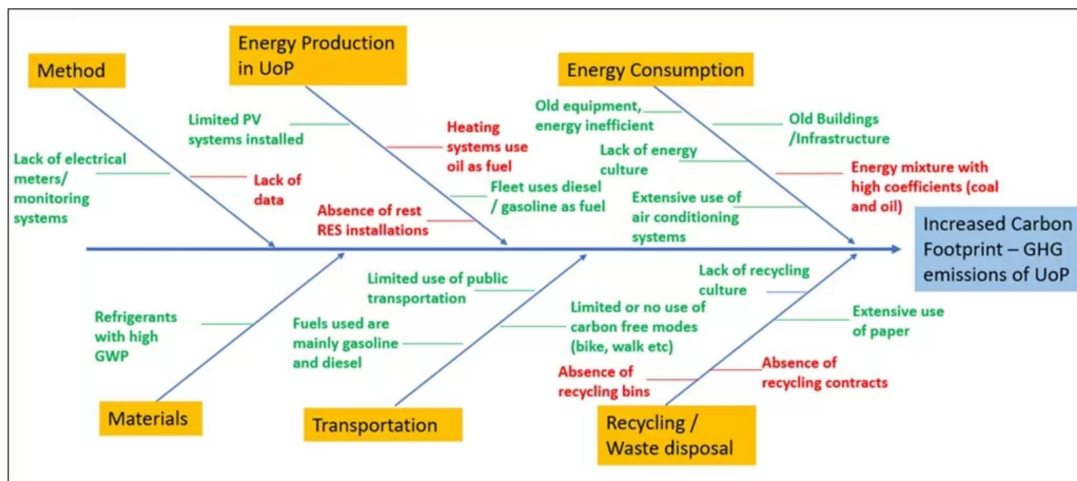 Method
Energy Production
in UoP
Energy Consumption
Lack of electrical
meters/
monitoring systems
Lack of
data
Limited PV
systems installed
Heating
systems use
oil as fuel
Fleet uses diesel
/ gasoline as fuel
Absence of rest
RES installations
Old equipment,
energy inefficient
Lack of energy
culture
Extensive use of
air conditioning
systems
Old Buildings
/Infrastructure
Energy mixture with
high coefficients (coal
and oil)
Increased Carbon
Footprint – GHG
emissions of UoP
Refrigerants
with high
GWP
Limited use of public
transportation
Fuels used are
mainly gasoline
and diesel
Limited or no use of
carbon free modes
(bike, walk etc)
Lack of recycling
culture
Extensive use
of paper
Absence of
recycling bins
Absence of
recycling contracts
Materials
Transportation
Recycling /
Waste disposal